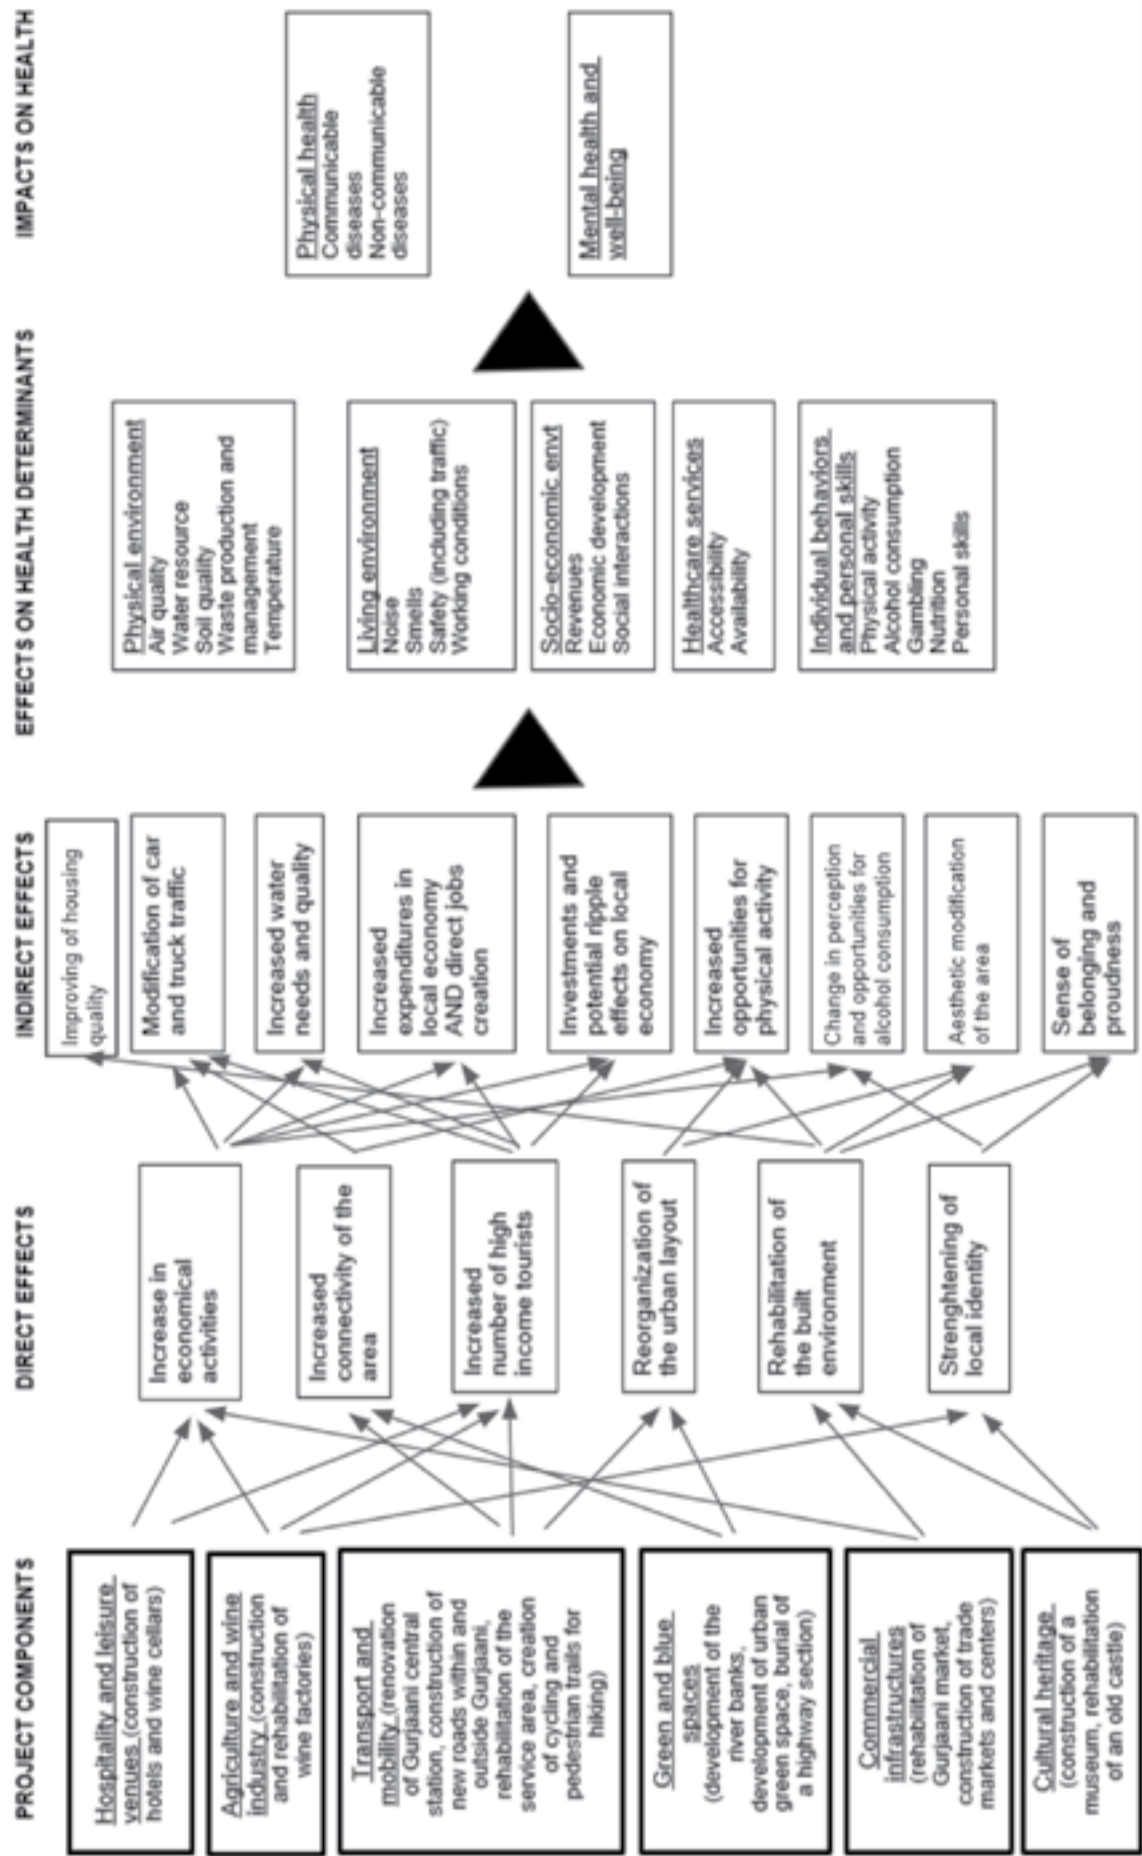 PROJECT COMPONENTS
Hospitality and leisure
venues (construction of
hotels and wine cellars)
Agriculture and wine
industry (construction
and rehabilitation of
wine factories)
Transport and
mobility (renovation
of Gurjaani central
station, construction of
new roads within and
outside Gurjaani,
rehabilitation of the
service area, creation
of cycling and
pedestrian trails for
hiking)
Green and blue
spaces
(development of the
river banks,
development of urban
green space, burial of
a highway section)
Commercial
infrastructures
(rehabilitation of
Gurjaani market,
construction of trade
markets and centers)
Cultural heritage
(construction of a
museum, rehabilitation
of an old castle)
DIRECT EFFECTS
Increase in
economical
activities
Increased
connectivity of the
area
Increased
number of high
income tourists
Reorganization of
the urban layout
Rehabilitation of
the built
environment
Strenghtening of
local identity
INDIRECT EFFECTS
Improving of housing
quality
Modification of car
and truck traffic
Increased water
needs and quality
Increased
expenditures in
local economy
AND direct jobs
creation
Investments and
potential ripple
effects on local
economy
Increased
opportunities for
physical activity
Change in perception
and opportunities for
alcohol consumption
Aesthetic modification
of the area
Sense of
belonging and
proudness
EFFECTS ON HEALTH DETERMINANTS
Physical environment
Air quality
Water resource
Soil quality
Waste production and
management
Temperature
Living environment
Noise
Smells
Safety (including traffic)
Working conditions
Socio-economic envt
Revenues
Economic development
Social interactions
Healthcare services
Accessibility
Availability
Individual behaviors
and personal skills
Physical activity
Alcohol consumption
Gambling
Nutrition
Personal skills
IMPACTS ON HEALTH
Physical health
Communicable
diseases
Non-communicable
diseases
Mental health and
well-being